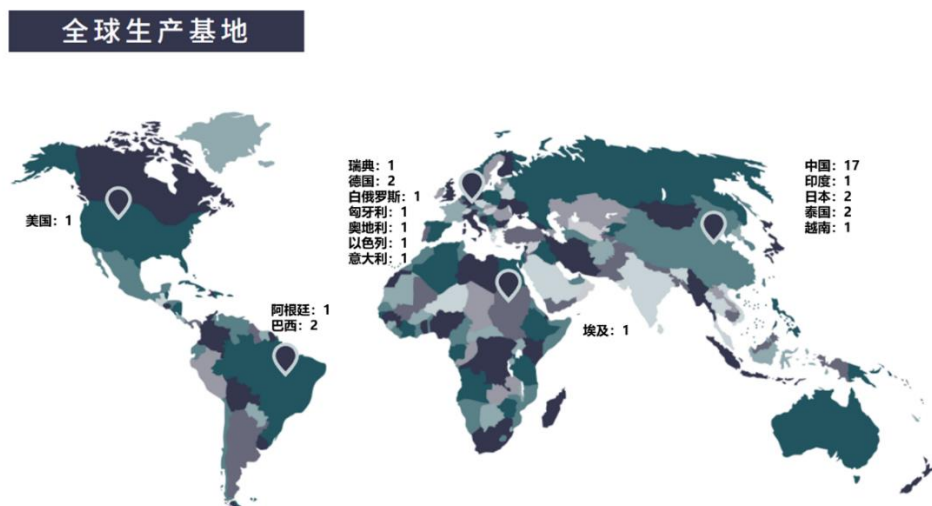 全球生产基地
美国：1
阿根廷：1
巴西：2
瑞典：1
德国：2
白俄罗斯：1
匈牙利：1
奥地利：1
以色列：1
意大利：1
埃及：1
中国：17
印度：1
日本：2
泰国：2
越南：1